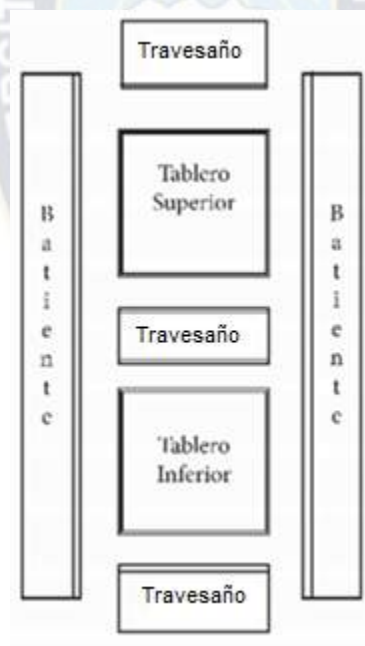 Travesaño
Batiente
Tablero
Superior
Batiente
Travesaño
Tablero
Inferior
Travesaño